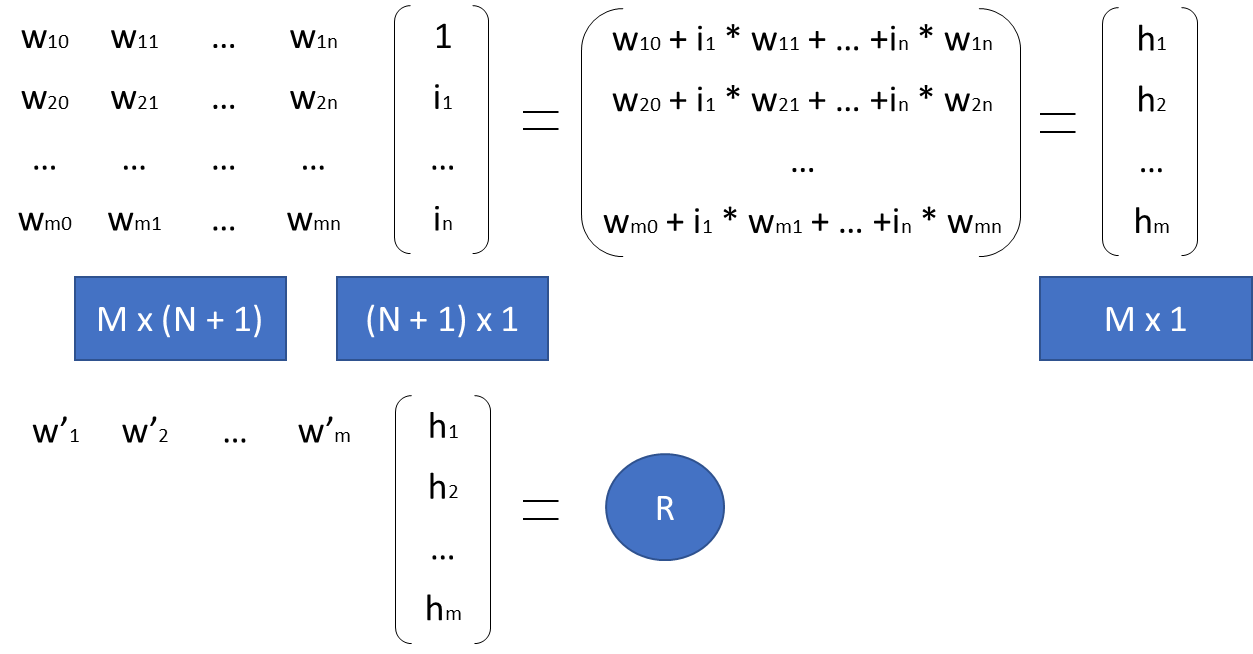 w10 w11 ... w1n 1 w10 + i1 * w11 + ... +in * w1n h1
w20 w21 ... w2n i1 = w20 + i1 * w21 + ... +in * w2n = h2
... ... ... ... ... ... ...
wm0 wm1 ... wmn in wm0 + i1 * wm1 + ... +in * wmn hm
M x (N + 1) (N + 1) x 1 M x 1
w’1 w’2 ... w’m h1
h2 = R
...
hm